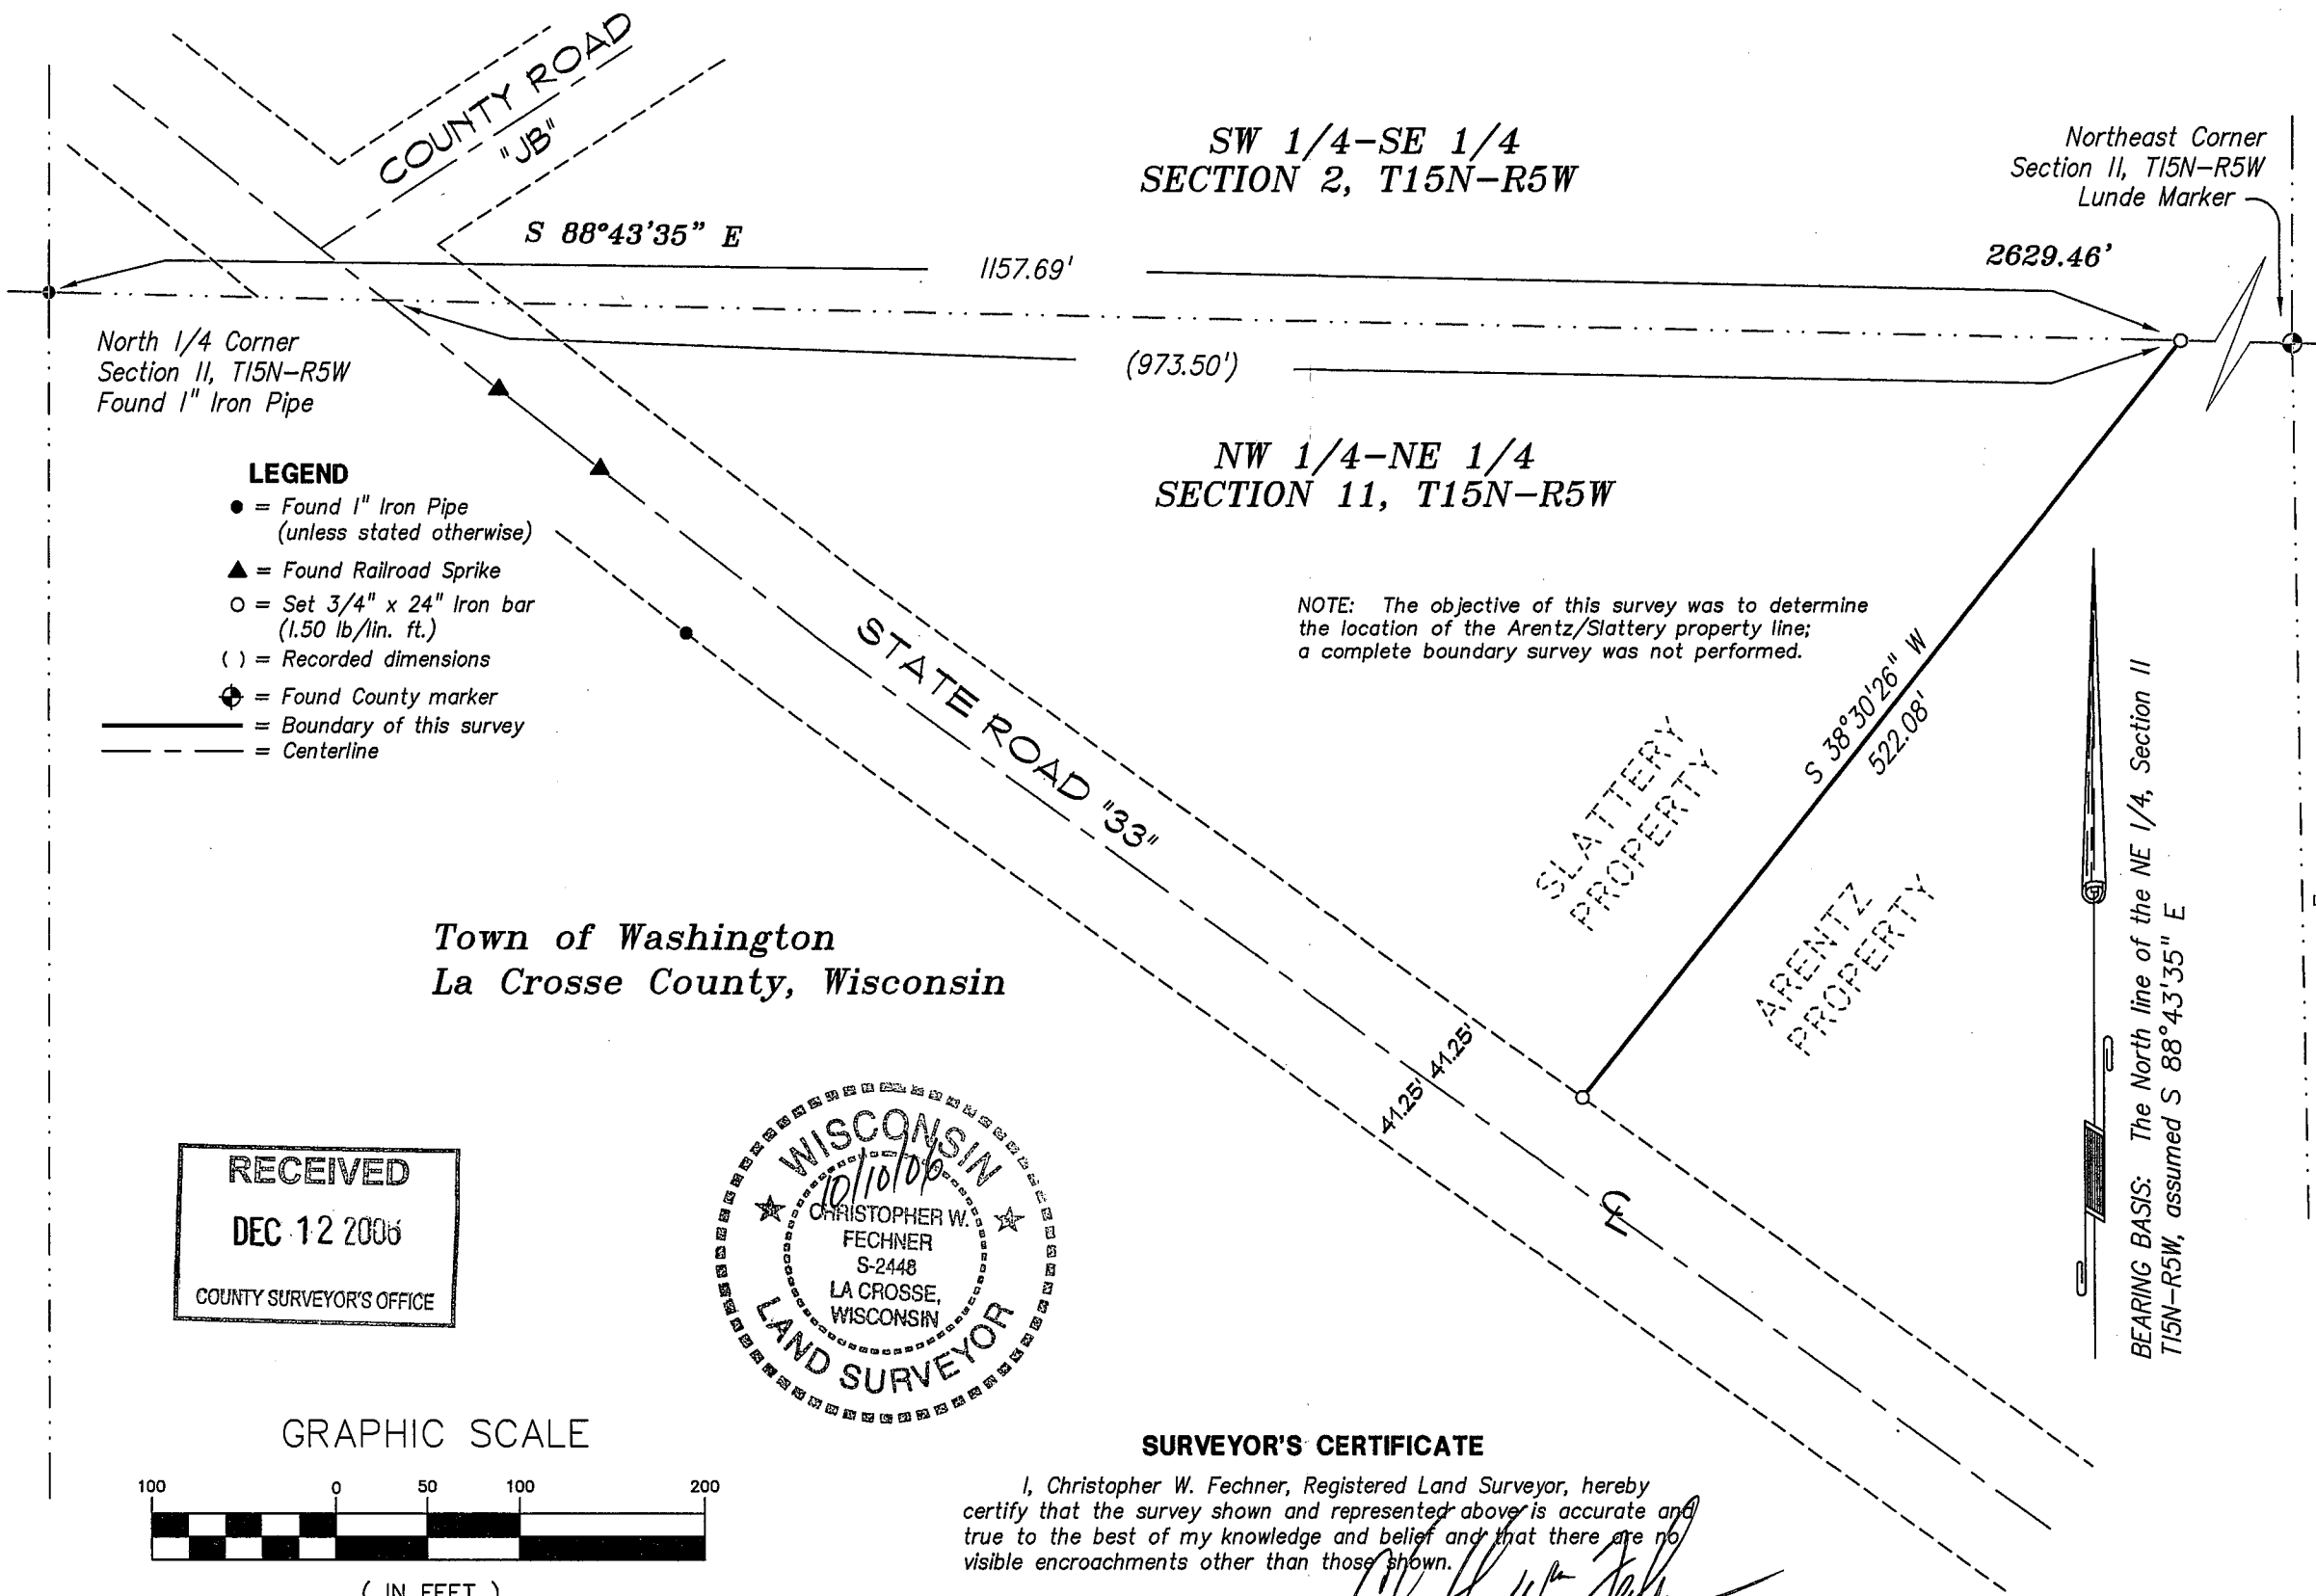 COUNTY ROAD
"JB"
SW 1/4-SE 1/4
SECTION 2, T15N-R5W
Northeast Corner
Section 11, T15N-R5W
Lunde Marker
S 88°43'35" E
1157.69'
2629.46'
(973.50')
North 1/4 Corner
Section 11, T15N-R5W
Found 1" Iron Pipe
NW 1/4-NE 1/4
SECTION 11, T15N-R5W
LEGEND
● = Found 1" Iron Pipe
(unless stated otherwise)
▲ = Found Railroad Sprike
○ = Set 3/4" x 24" Iron bar
(1.50 lb/lin. ft.)
( ) = Recorded dimensions
= Found County marker
= Boundary of this survey
= Centerline
NOTE: The objective of this survey was to determine
the location of the Arentz/Slattery property line;
a complete boundary survey was not performed.
STATE ROAD "33"
S 38°30'26" W
522.08'
SLATTERY
PROPERTY
ARENTZ
PROPERTY
BEARING BASIS: The North line of the NE 1/4, Section 11
T15N-R5W, assumed S 88°43'35" E
Town of Washington
La Crosse County, Wisconsin
41.25' 41.25'
℄
RECEIVED
DEC 12 2006
COUNTY SURVEYOR'S OFFICE
WISCONSIN
10/10/06
CHRISTOPHER W.
FECHNER
S-2448
LA CROSSE,
WISCONSIN
LAND SURVEYOR
GRAPHIC SCALE
100 0 50 100 200
( IN FEET )
SURVEYOR'S CERTIFICATE
I, Christopher W. Fechner, Registered Land Surveyor, hereby
certify that the survey shown and represented above is accurate and
true to the best of my knowledge and belief and that there are no
visible encroachments other than those shown.